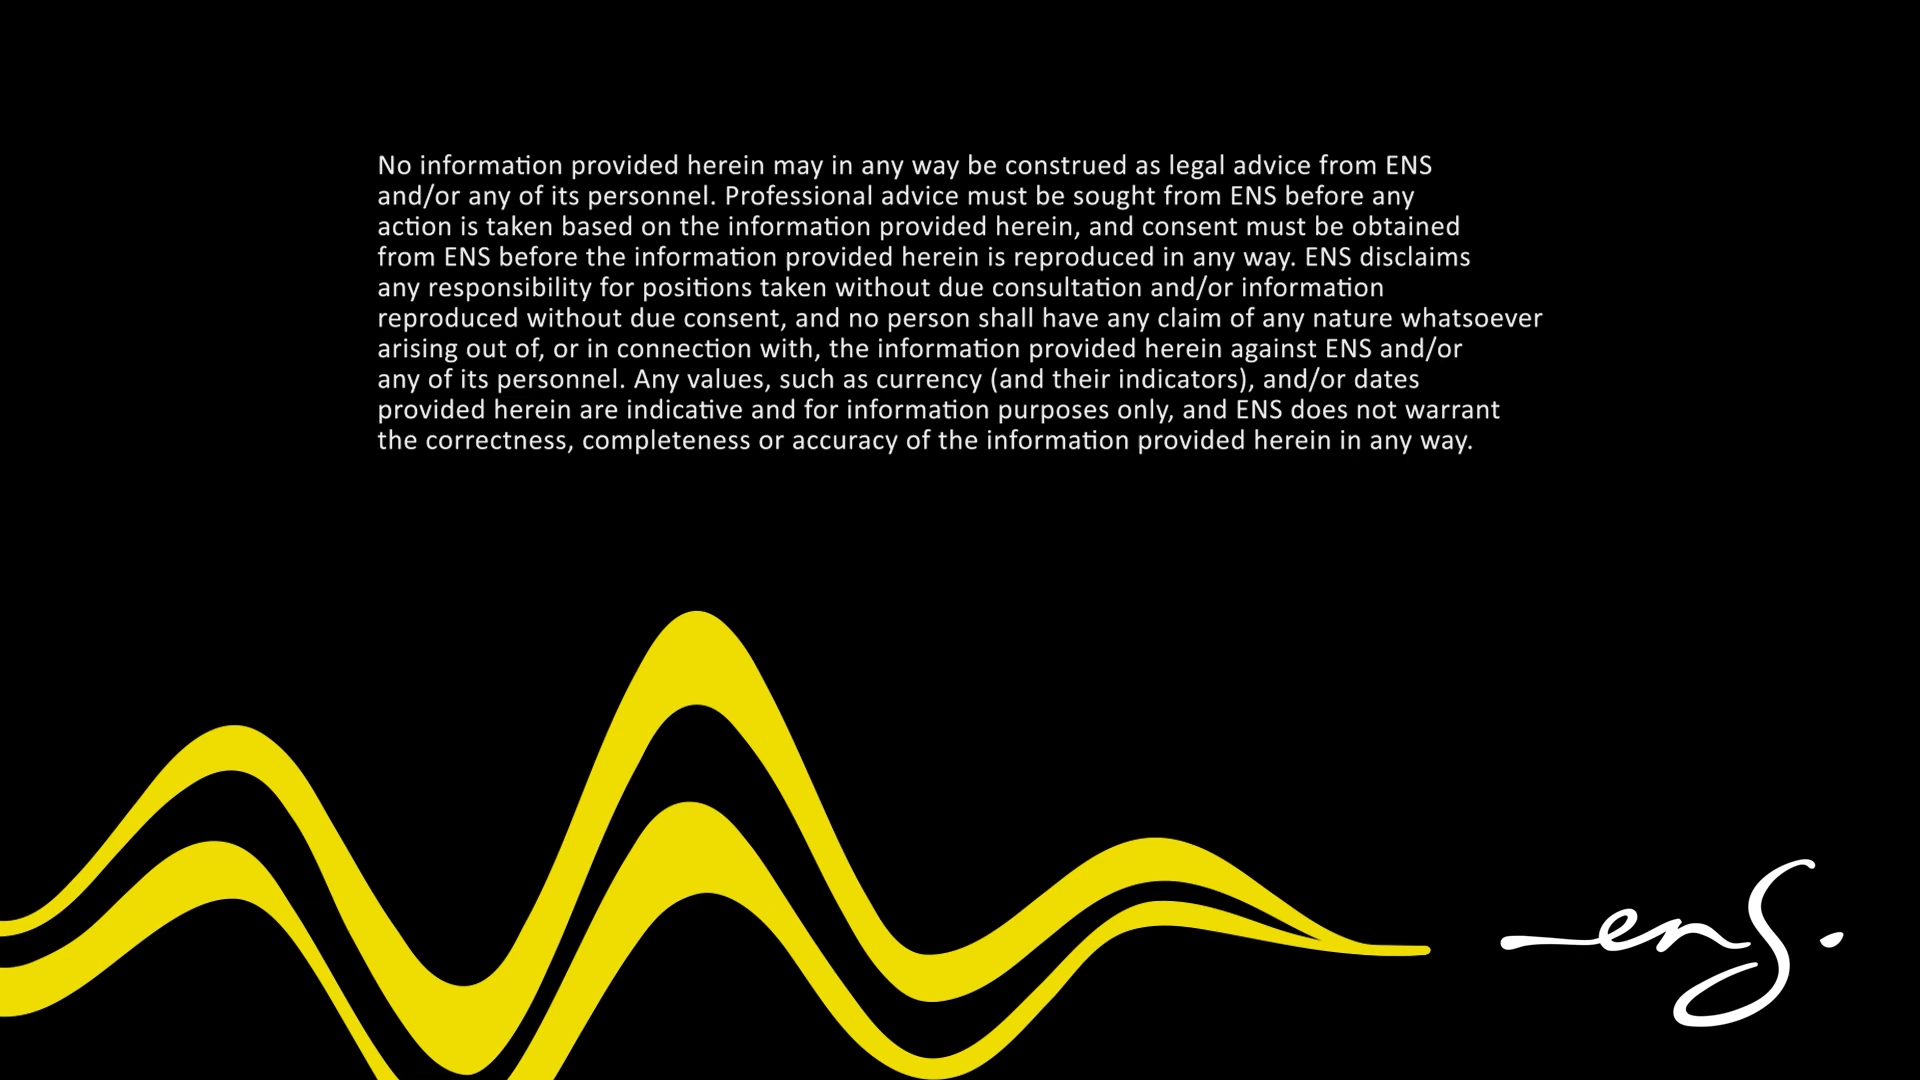 No information provided herein may in any way be construed as legal advice from ENS
and/or any of its personnel. Professional advice must be sought from ENS before any
action is taken based on the information provided herein, and consent must be obtained
from ENS before the information provided herein is reproduced in any way. ENS disclaims
any responsibility for positions taken without due consultation and/or information
reproduced without due consent, and no person shall have any claim of any nature whatsoever
arising out of, or in connection with, the information provided herein against ENS and/or
any of its personnel. Any values, such as currency (and their indicators), and/or dates
provided herein are indicative and for information purposes only, and ENS does not warrant
the correctness, completeness or accuracy of the information provided herein in any way.
enS.